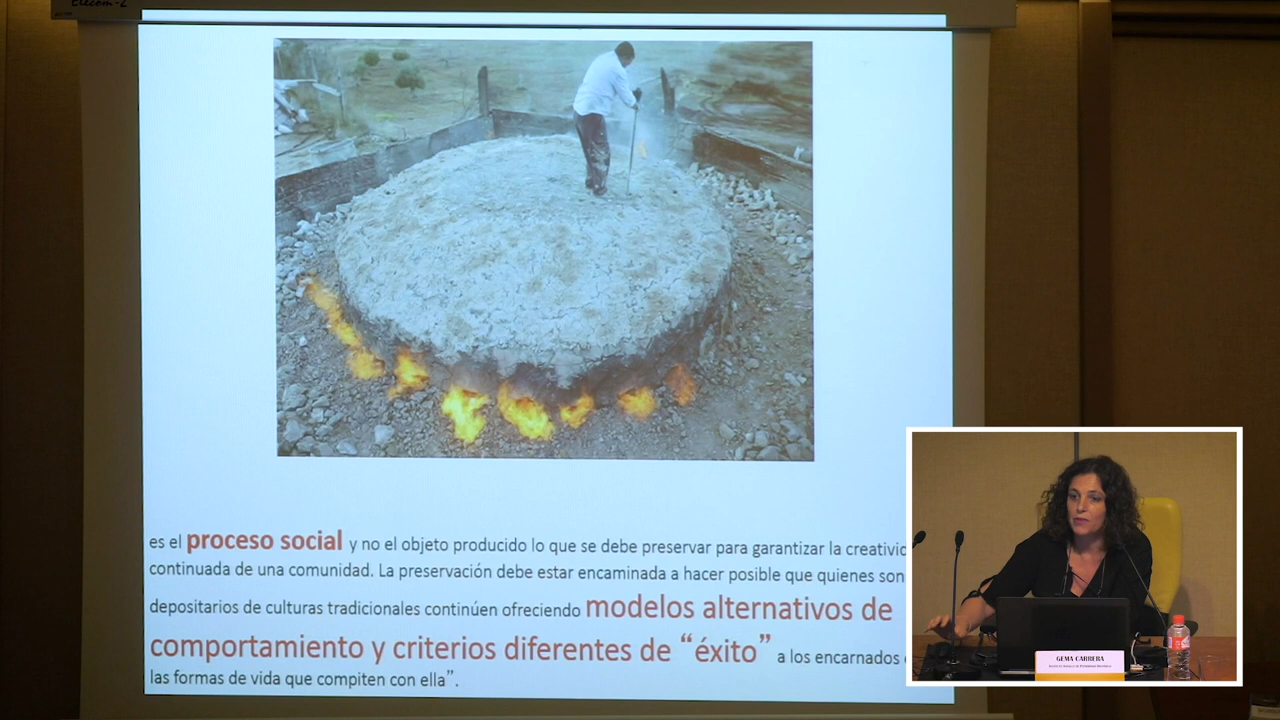 Elecom-2
es el proceso social y no el objeto producido lo que se debe preservar para garantizar la creativid
continuada de una comunidad. La preservación debe estar encaminada a hacer posible que quienes son
depositarios de culturas tradicionales continúen ofreciendo modelos alternativos de
comportamiento y criterios diferentes de “éxito” a los encarnados
las formas de vida que compiten con ella”.
GEMA CARRERA